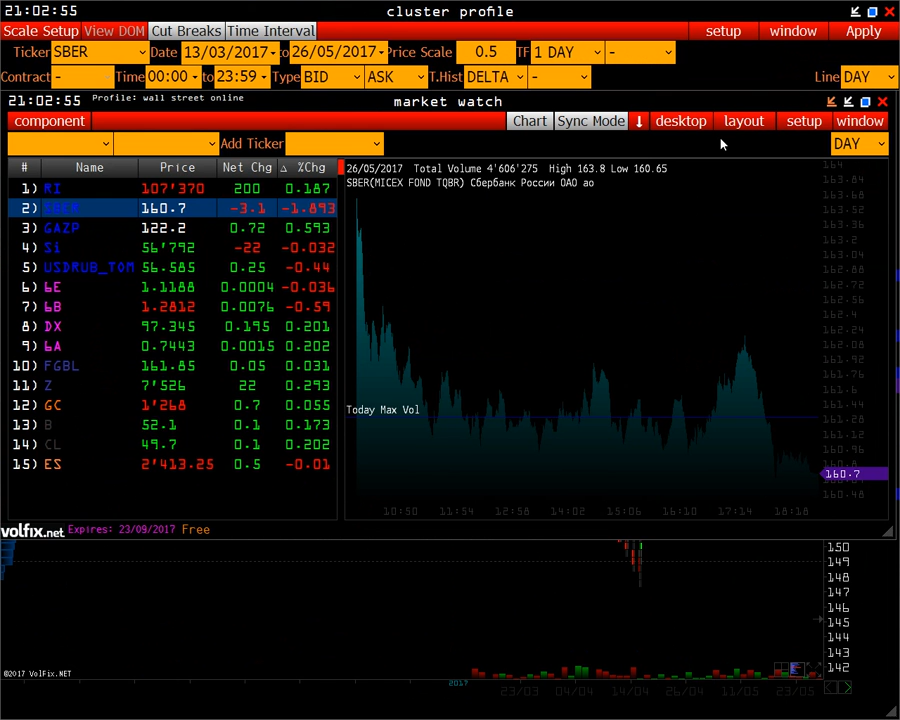 21:02:55 cluster profile
Scale Setup View DOM Cut Breaks Time Interval setup window Apply
Ticker SBER Date 13/03/2017 to 26/05/2017 Price Scale 0.5 TF 1 DAY -
Contract - Time 00:00 to 23:59 Type BID ASK T.Hist DELTA - Line DAY
21:02:55 Profile: wall street online market watch
component Chart Sync Mode desktop layout setup window
Add Ticker DAY
# Name Price Net Chg Δ %Chg
1) RI 107'370 200 0.187
2) SBER 160.7 -3.1 -1.893
3) GAZP 122.2 0.72 0.593
4) Si 56'792 -22 -0.032
5) USDRUB_TOM 56.585 0.25 -0.44
6) 6E 1.1188 0.0004 -0.036
7) 6B 1.2812 0.0076 -0.59
8) DX 97.345 0.195 0.201
9) 6A 0.7443 0.0015 0.202
10) FGBL 161.85 0.05 0.031
11) Z 7'526 22 0.293
12) GC 1'268 0.7 0.055
13) B 52.1 0.1 0.173
14) CL 49.7 0.1 0.202
15) ES 2'413.25 0.5 -0.01
26/05/2017 Total Volume 4'606'275 High 163.8 Low 160.65
SBER(MICEX FOND TQBR) Сбербанк России ОАО ао
164
163.84
163.68
163.52
163.36
163.2
163.04
162.88
162.72
162.56
162.4
162.24
162.08
161.92
161.76
161.6
161.44
161.28
161.12
160.96
160.8
160.7
160.48
Today Max Vol
10:50 11:54 12:58 14:02 15:06 16:10 17:14 18:18
volfix.net Expires: 23/09/2017 Free
150
149
148
147
146
145
144
143
142
©2017 VolFix.NET
2017 23/03 04/04 14/04 26/04 11/05 23/05